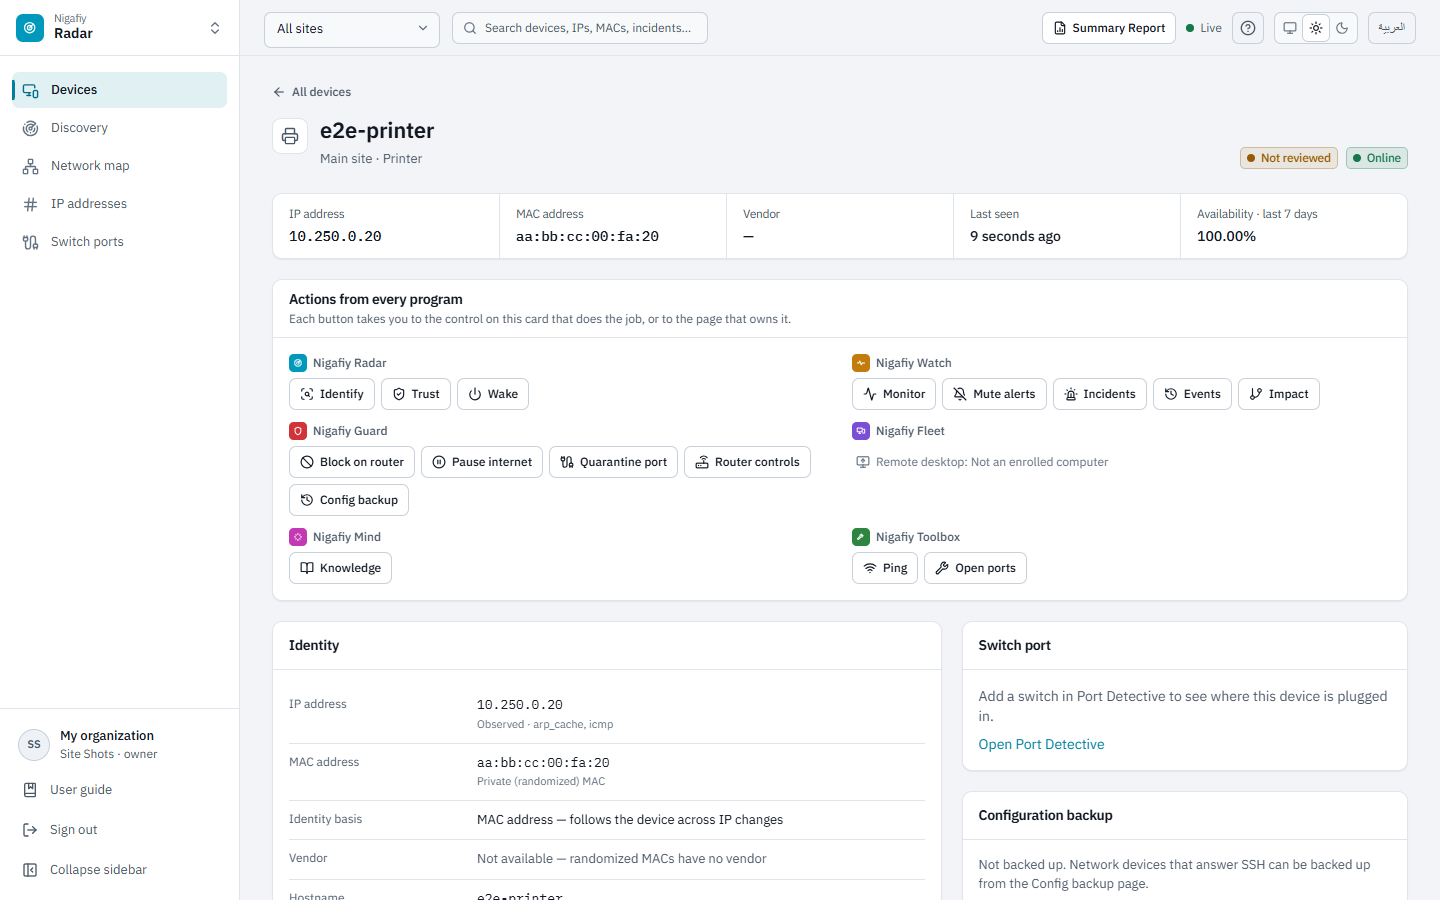 Nigafiy
Radar
All sites
Search devices, IPs, MACs, incidents...
Summary Report
Live
العربية
Devices
Discovery
Network map
IP addresses
Switch ports
All devices
e2e-printer
Main site · Printer
Not reviewed
Online
IP address
10.250.0.20
MAC address
aa:bb:cc:00:fa:20
Vendor
—
Last seen
9 seconds ago
Availability · last 7 days
100.00%
Actions from every program
Each button takes you to the control on this card that does the job, or to the page that owns it.
Nigafiy Radar
Identify
Trust
Wake
Nigafiy Watch
Monitor
Mute alerts
Incidents
Events
Impact
Nigafiy Guard
Block on router
Pause internet
Quarantine port
Router controls
Config backup
Nigafiy Fleet
Remote desktop: Not an enrolled computer
Nigafiy Mind
Knowledge
Nigafiy Toolbox
Ping
Open ports
Identity
IP address
10.250.0.20
Observed · arp_cache, icmp
MAC address
aa:bb:cc:00:fa:20
Private (randomized) MAC
Identity basis
MAC address — follows the device across IP changes
Vendor
Not available — randomized MACs have no vendor
Hostname
e2e-printer
Switch port
Add a switch in Port Detective to see where this device is plugged
in.
Open Port Detective
Configuration backup
Not backed up. Network devices that answer SSH can be backed up
from the Config backup page.
SS
My organization
Site Shots · owner
User guide
Sign out
Collapse sidebar